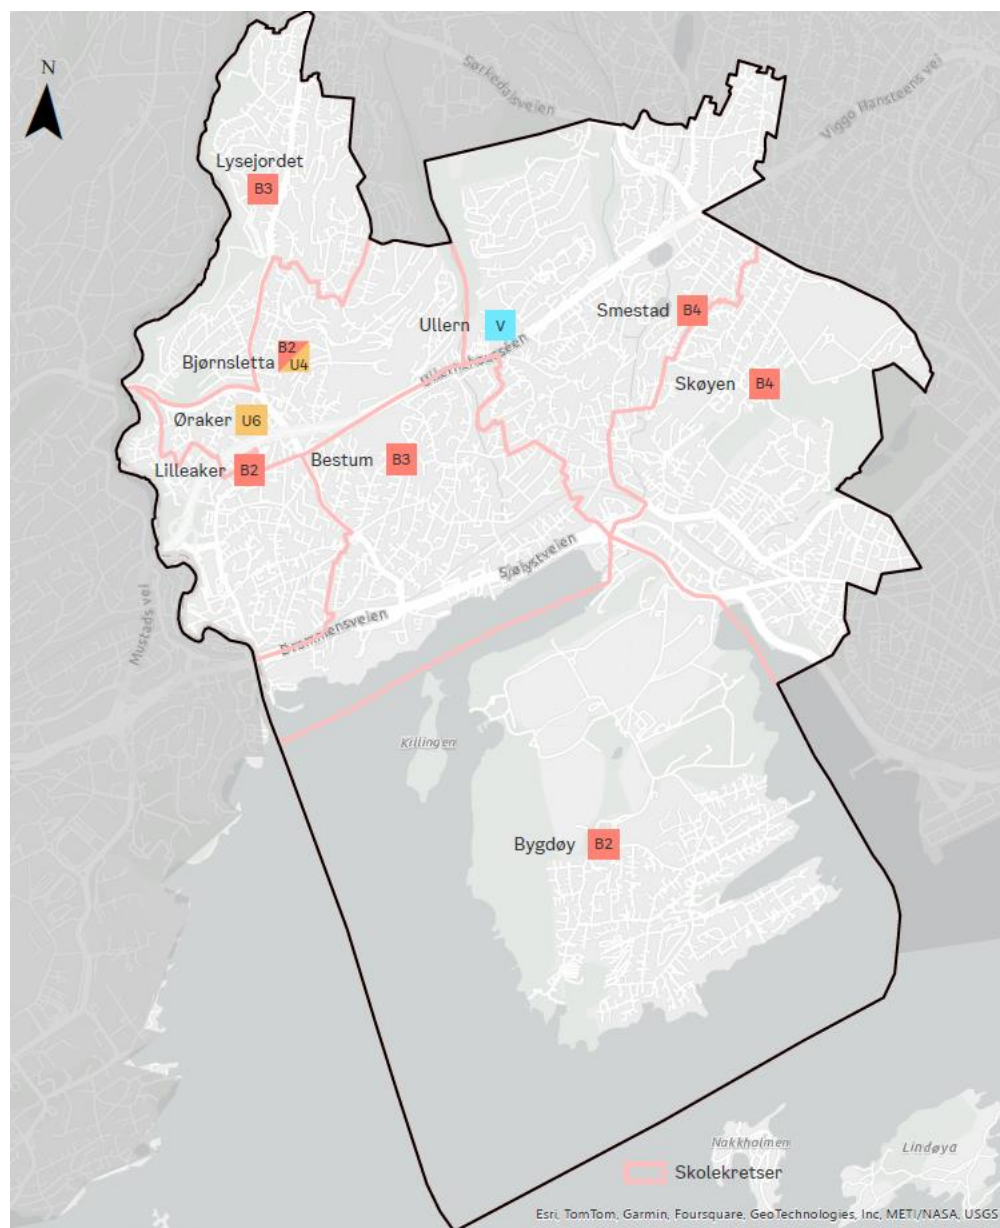 N
Sørkedalsveien
Viggo Hansteens vei
Lysejordet
B3
Smestad B4
Ullern V
Ullernchausséen
Bjørnsletta B2 U4
Skøyen B4
Øraker U6
Lilleaker B2
Bestum B3
Sjølystveien
Mustads vei
Drammensveien
Killingen
Bygdøy B2
Nakkholmen
Lindøya
Skolekretser
Esri, TomTom, Garmin, Foursquare, GeoTechnologies, Inc, METI/NASA, USGS